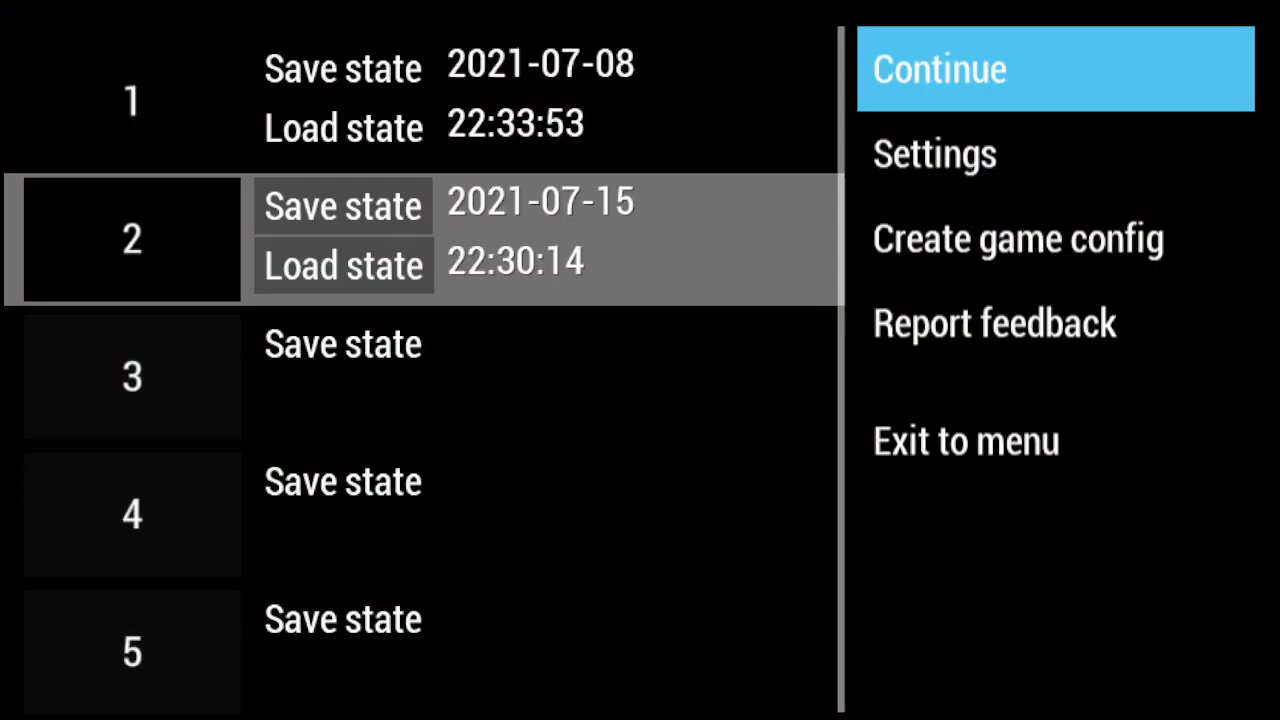 1
Save state 2021-07-08
Load state 22:33:53
2
Save state 2021-07-15
Load state 22:30:14
3
Save state
4
Save state
5
Save state
Continue
Settings
Create game config
Report feedback
Exit to menu